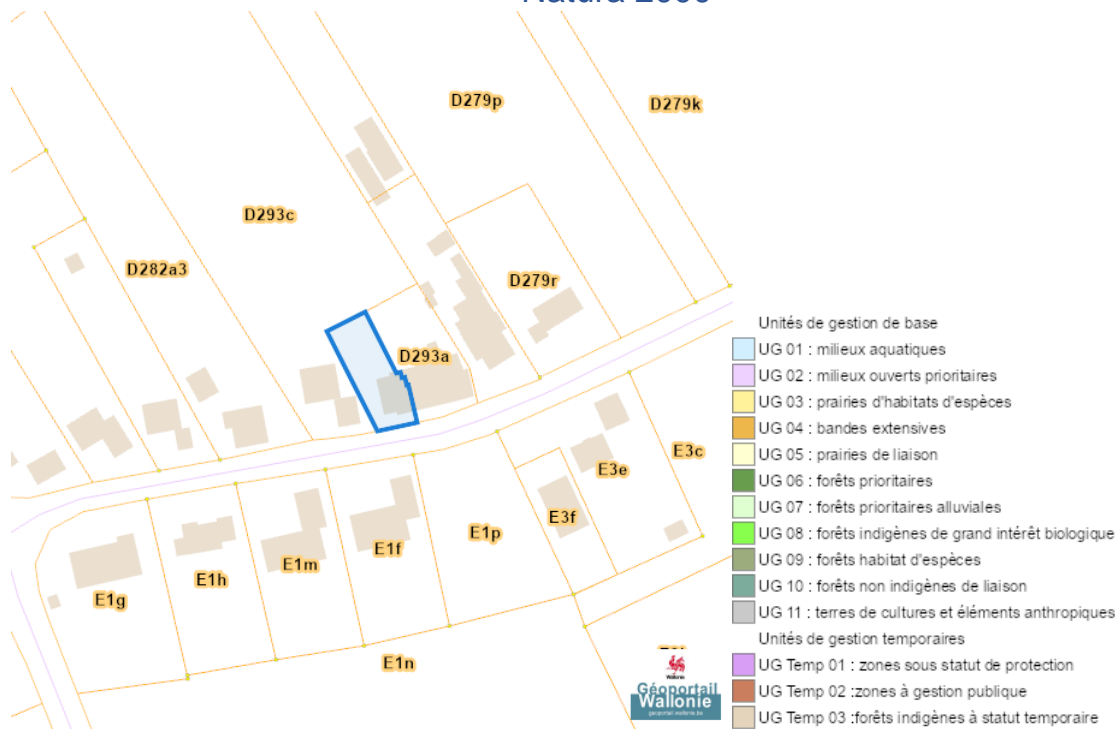 Natura 2000
D279p
D279k
D293c
D282a3
D279r
D293a
E3c
E3e
E3f
E1p
E1f
E1m
E1h
E1g
E1n
Unités de gestion de base
UG 01 : milieux aquatiques
UG 02 : milieux ouverts prioritaires
UG 03 : prairies d'habitats d'espèces
UG 04 : bandes extensives
UG 05 : prairies de liaison
UG 06 : forêts prioritaires
UG 07 : forêts prioritaires alluviales
UG 08 : forêts indigènes de grand intérêt biologique
UG 09 : forêts habitat d'espèces
UG 10 : forêts non indigènes de liaison
UG 11 : terres de cultures et éléments anthropiques
Unités de gestion temporaires
UG Temp 01 : zones sous statut de protection
UG Temp 02 :zones à gestion publique
UG Temp 03 :forêts indigènes à statut temporaire
Wallonie
Géoportail
Wallonie
geoportail.wallonie.be